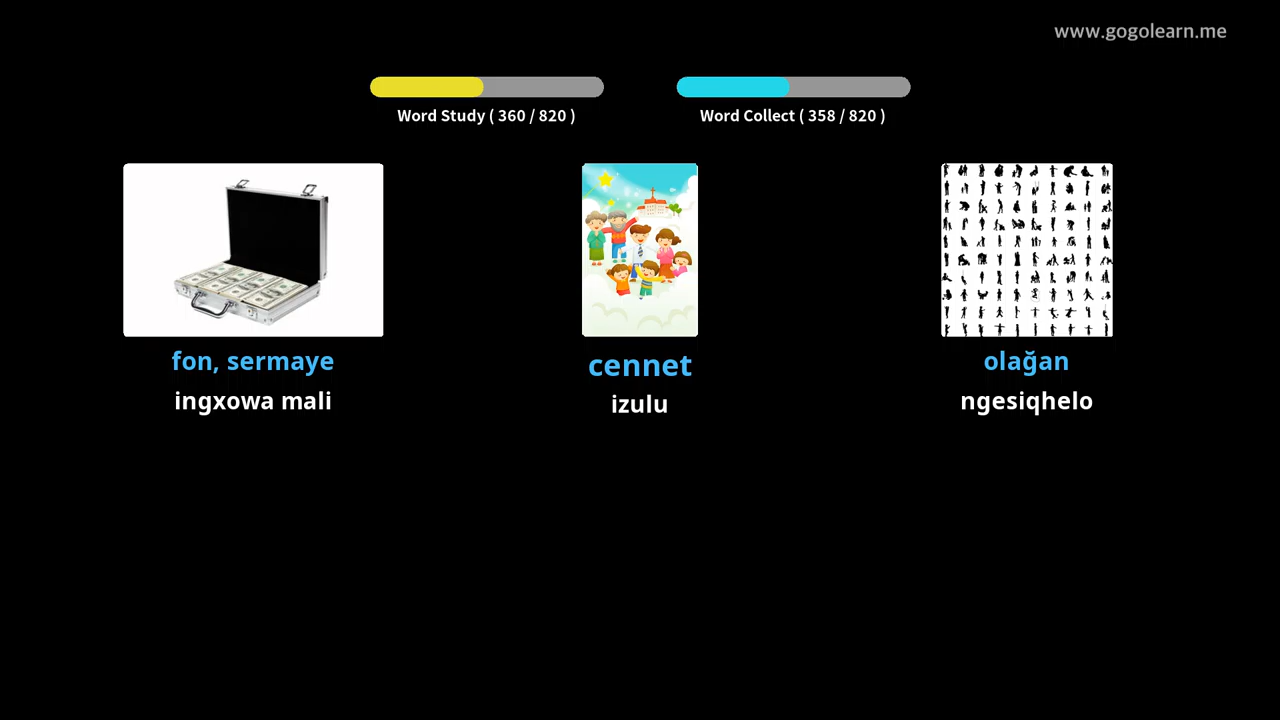 www.gogolearn.me
Word Study ( 360 / 820 )
Word Collect ( 358 / 820 )
fon, sermaye
cennet
olağan
ingxowa mali
izulu
ngesiqhelo